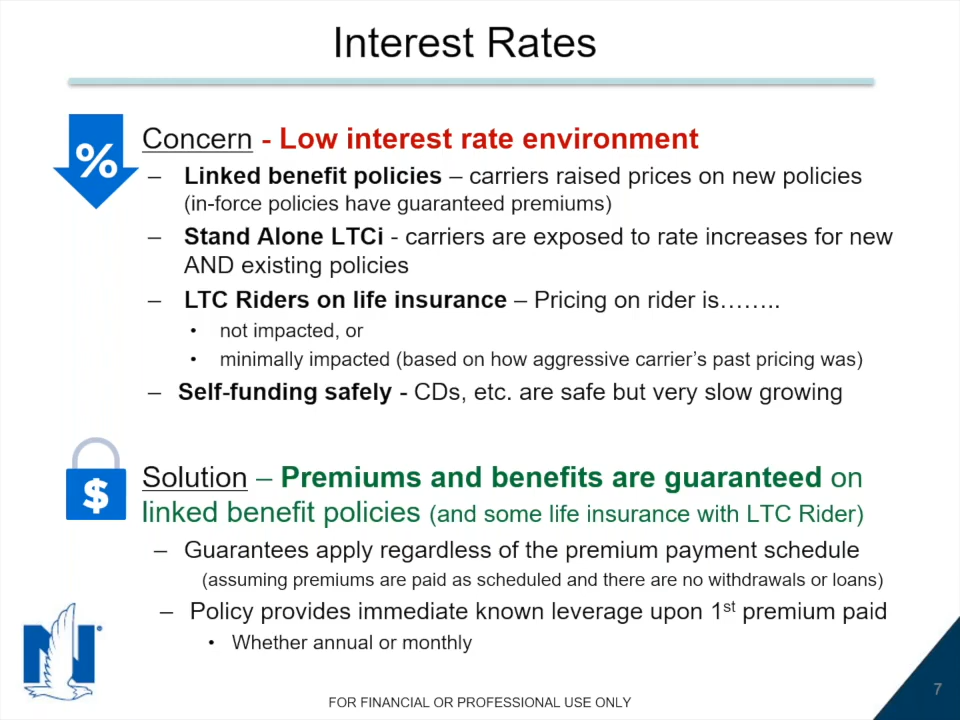 Interest Rates
%
Concern - Low interest rate environment
– Linked benefit policies – carriers raised prices on new policies
(in-force policies have guaranteed premiums)
– Stand Alone LTCi - carriers are exposed to rate increases for new
AND existing policies
– LTC Riders on life insurance – Pricing on rider is……..
• not impacted, or
• minimally impacted (based on how aggressive carrier's past pricing was)
– Self-funding safely - CDs, etc. are safe but very slow growing
$
Solution – Premiums and benefits are guaranteed on
linked benefit policies (and some life insurance with LTC Rider)
– Guarantees apply regardless of the premium payment schedule
(assuming premiums are paid as scheduled and there are no withdrawals or loans)
– Policy provides immediate known leverage upon 1st premium paid
• Whether annual or monthly
N®
FOR FINANCIAL OR PROFESSIONAL USE ONLY
7